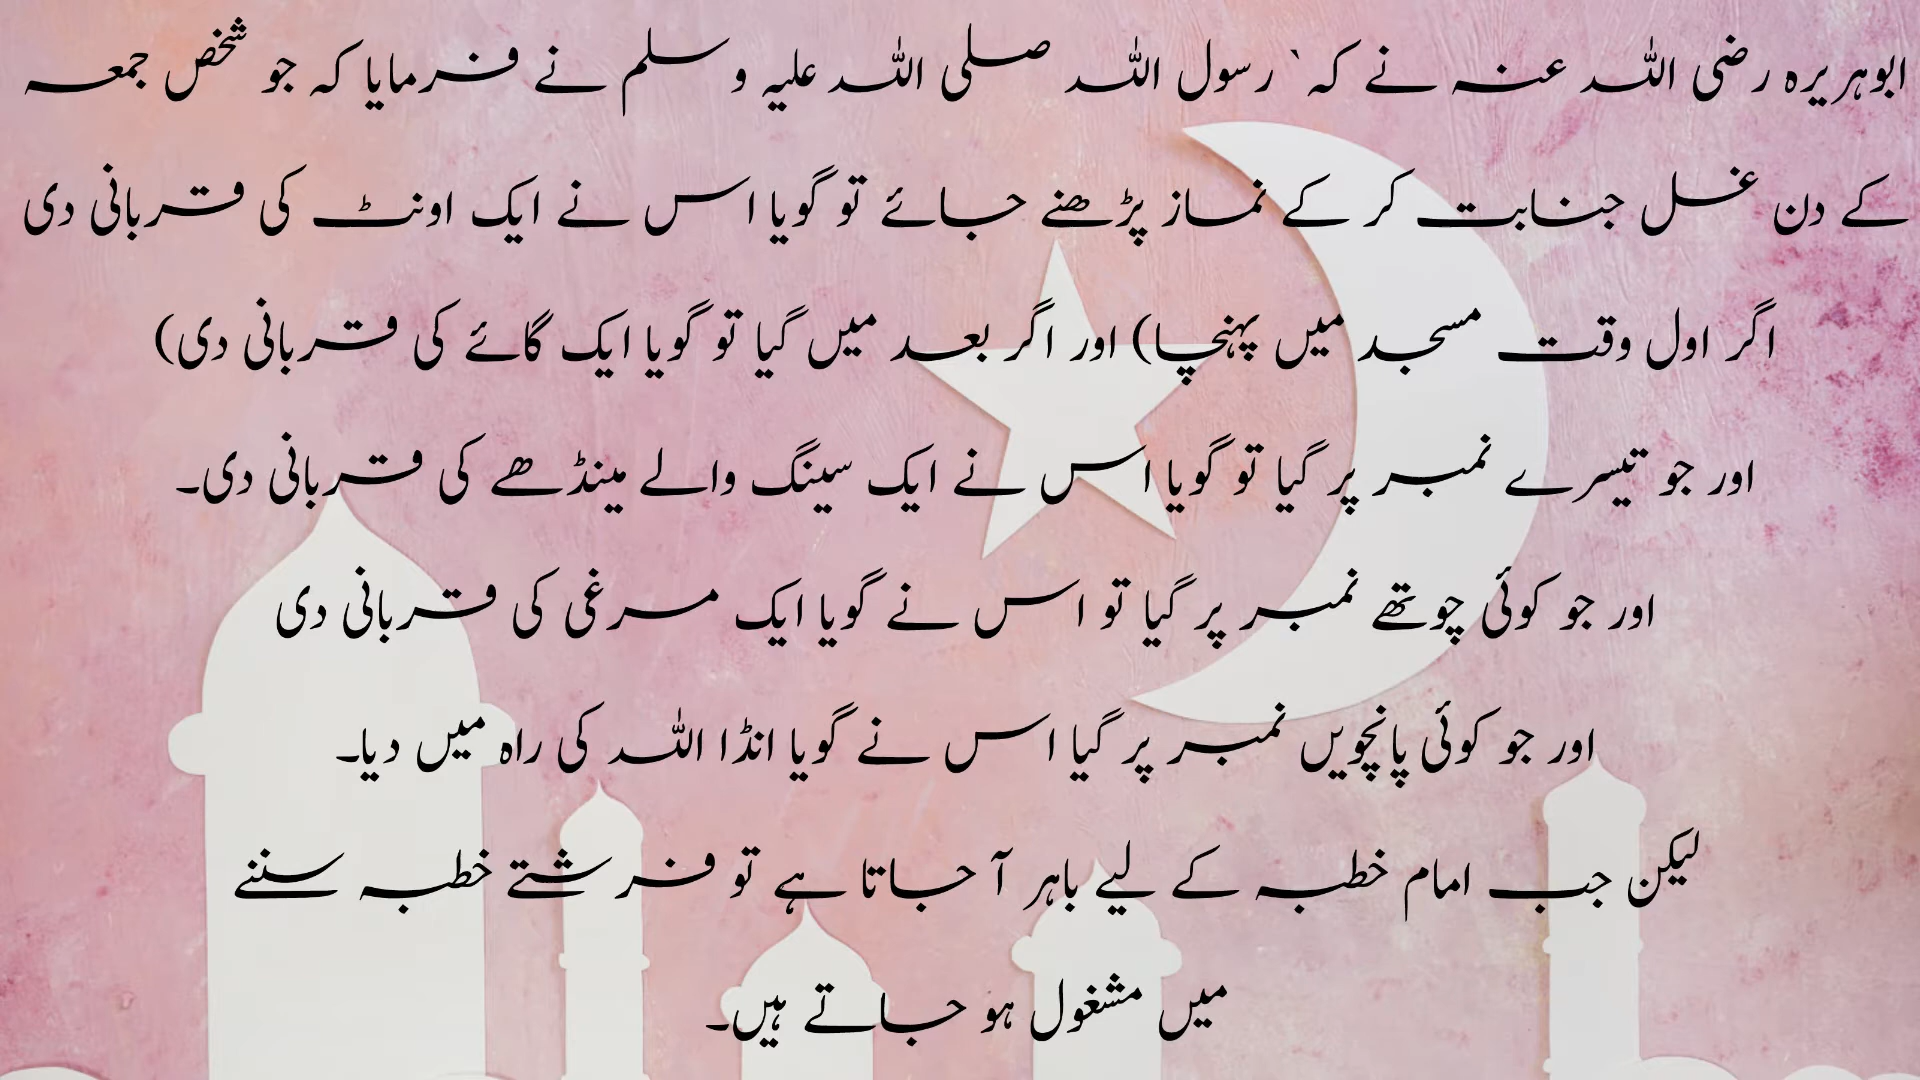 ابوہریرہ رضی اللہ عنہ نے کہ` رسول اللہ صلی اللہ علیہ وسلم نے فرمایا کہ جو شخص جمعہ
کے دن غسل جنابت کر کے نماز پڑھنے جائے تو گویا اس نے ایک اونٹ کی قربانی دی
اگر اول وقت مسجد میں پہنچا) اور اگر بعد میں گیا تو گویا ایک گائے کی قربانی دی)
اور جو تیسرے نمبر پر گیا تو گویا اس نے ایک سینگ والے مینڈھے کی قربانی دی۔
اور جو کوئی چوتھے نمبر پر گیا تو اس نے گویا ایک مرغی کی قربانی دی
اور جو کوئی پانچویں نمبر پر گیا اس نے گویا انڈا اللہ کی راہ میں دیا۔
لیکن جب امام خطبہ کے لیے باہر آ جاتا ہے تو فرشتے خطبہ سننے
میں مشغول ہو جاتے ہیں۔